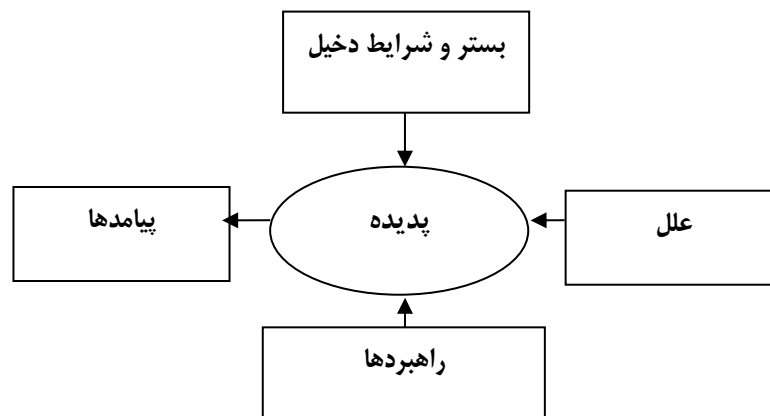 بستر و شرایط دخیل
علل
پدیده
پیامدها
راهبردها